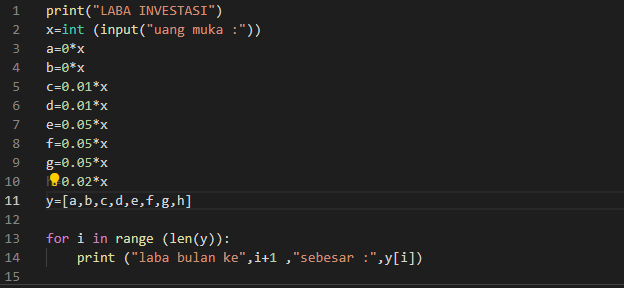 1 print("LABA INVESTASI")
2 x=int (input("uang muka :"))
3 a=0*x
4 b=0*x
5 c=0.01*x
6 d=0.01*x
7 e=0.05*x
8 f=0.05*x
9 g=0.05*x
10 =0.02*x
11 y=[a,b,c,d,e,f,g,h]
12
13 for i in range (len(y)):
14 print ("laba bulan ke",i+1 ,"sebesar :",y[i])
15